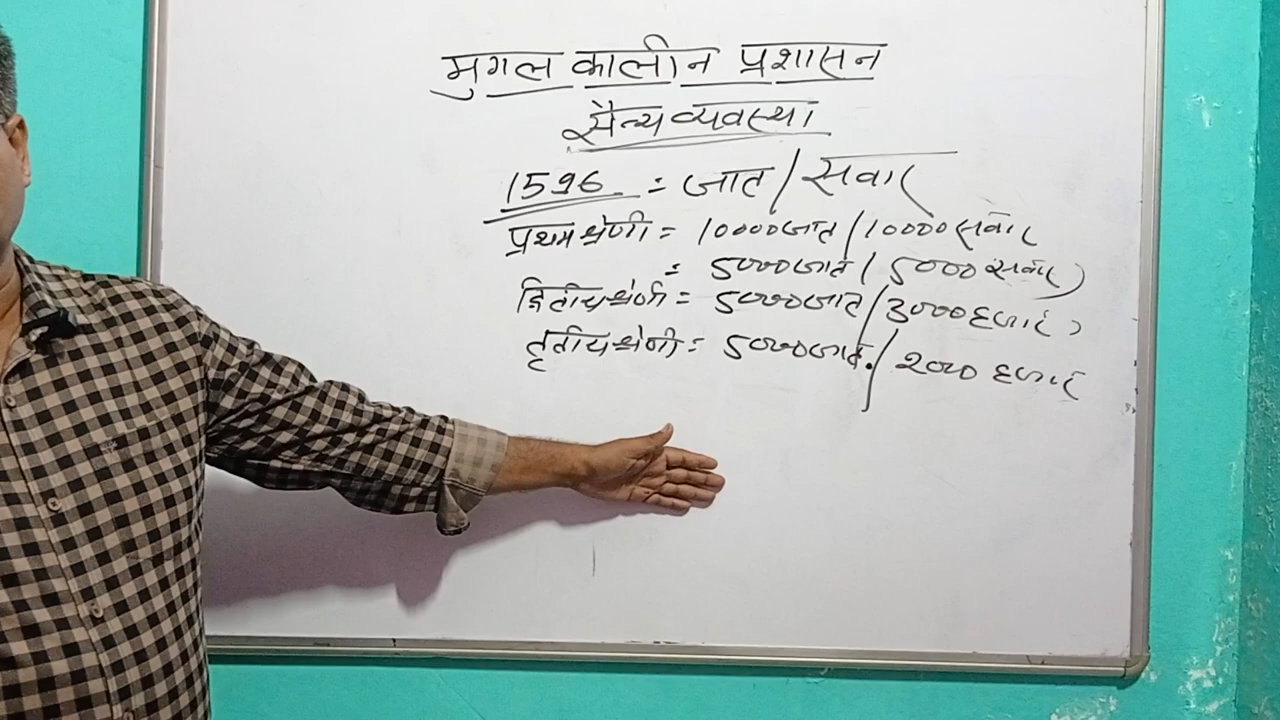 मुगल कालीन प्रशासन
सैन्य व्यवस्था
1596 = जात / सवार
प्रथम श्रेणी = 10000 जात / 10000 सवार
= 5000 जात / 5000 सवार
द्वितीय श्रेणी = 5000 जात / 3000 हजार
तृतीय श्रेणी = 5000 जात / 2000 हजार